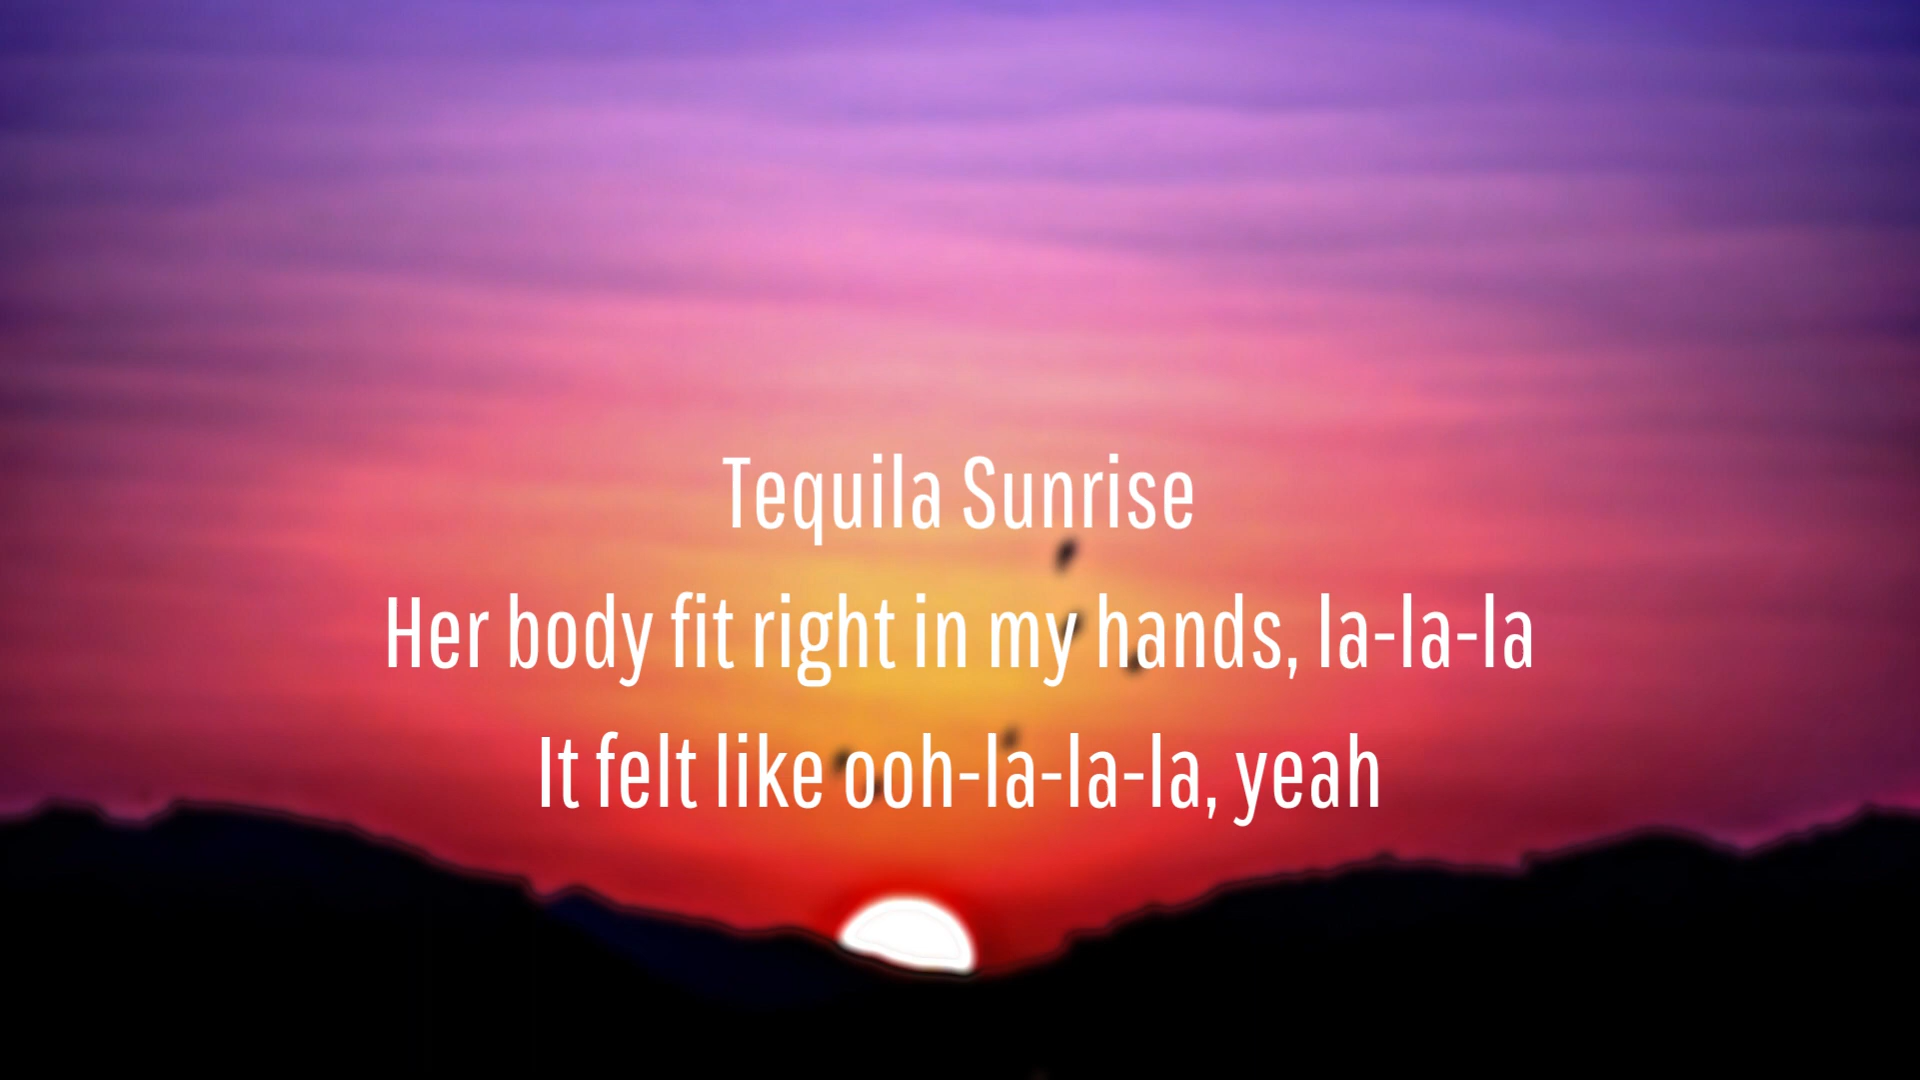 Tequila Sunrise
Her body fit right in my hands, la-la-la
It felt like ooh-la-la-la, yeah